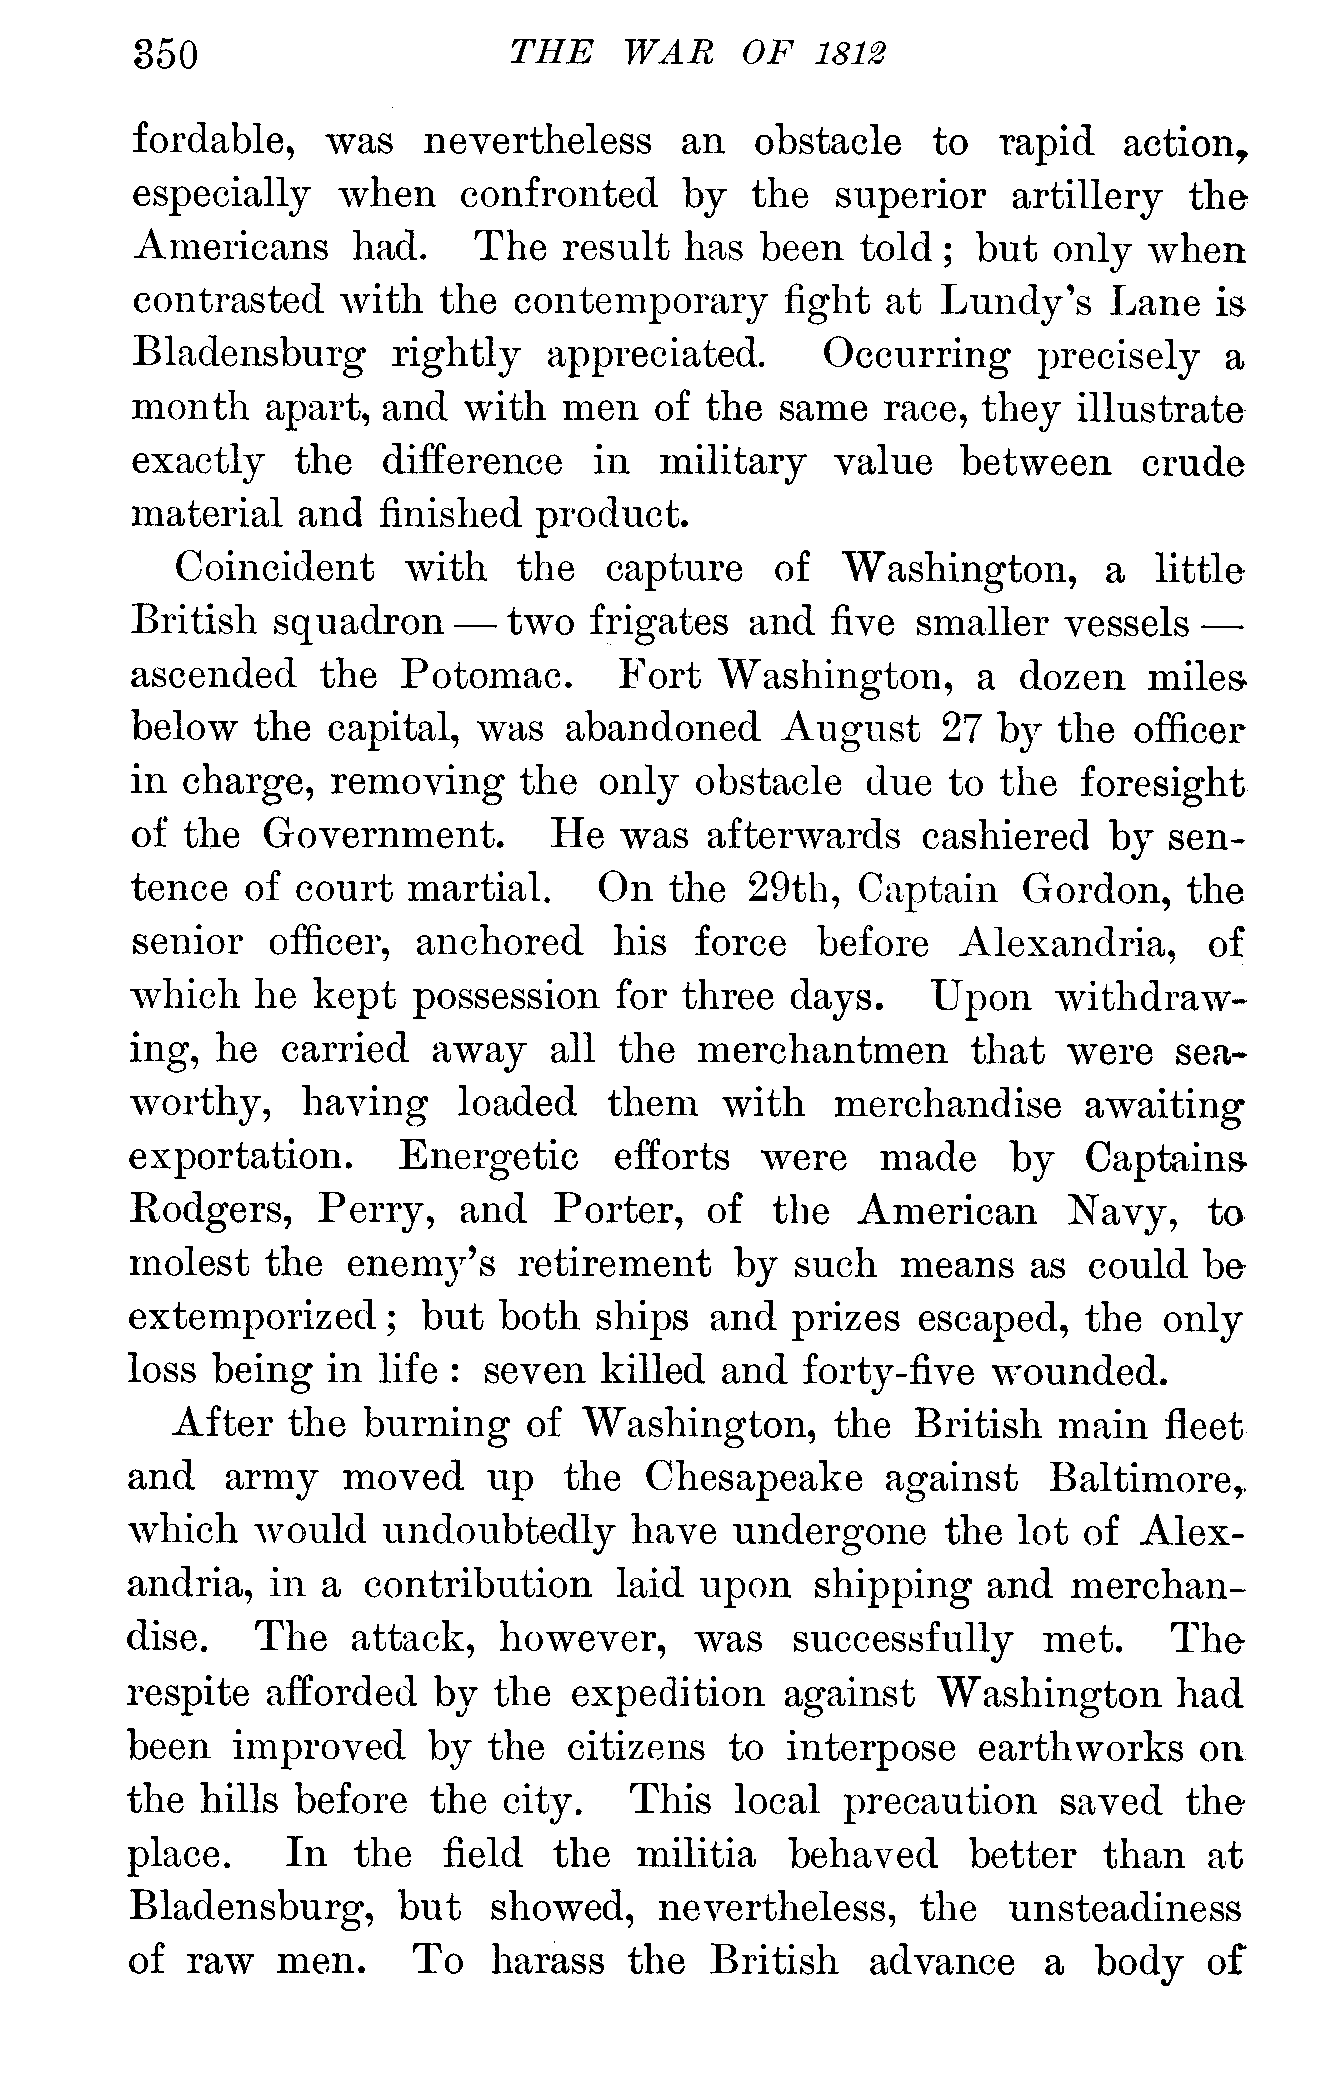 350 THE WAR OF 1812
fordable, was nevertheless an obstacle to rapid action,
especially when confronted by the superior artillery the
Americans had. The result has been told; but only when
contrasted with the contemporary fight at Lundy's Lane is
Bladensburg rightly appreciated. Occurring precisely a
month apart, and with men of the same race, they illustrate
exactly the difference in military value between crude
material and finished product.
Coincident with the capture of Washington, a little
British squadron — two frigates and five smaller vessels —
ascended the Potomac. Fort Washington, a dozen miles
below the capital, was abandoned August 27 by the officer
in charge, removing the only obstacle due to the foresight
of the Government. He was afterwards cashiered by sen-
tence of court martial. On the 29th, Captain Gordon, the
senior officer, anchored his force before Alexandria, of
which he kept possession for three days. Upon withdraw-
ing, he carried away all the merchantmen that were sea-
worthy, having loaded them with merchandise awaiting
exportation. Energetic efforts were made by Captains
Rodgers, Perry, and Porter, of the American Navy, to
molest the enemy's retirement by such means as could be
extemporized; but both ships and prizes escaped, the only
loss being in life: seven killed and forty-five wounded.
After the burning of Washington, the British main fleet
and army moved up the Chesapeake against Baltimore,
which would undoubtedly have undergone the lot of Alex-
andria, in a contribution laid upon shipping and merchan-
dise. The attack, however, was successfully met. The
respite afforded by the expedition against Washington had
been improved by the citizens to interpose earthworks on
the hills before the city. This local precaution saved the
place. In the field the militia behaved better than at
Bladensburg, but showed, nevertheless, the unsteadiness
of raw men. To harass the British advance a body of